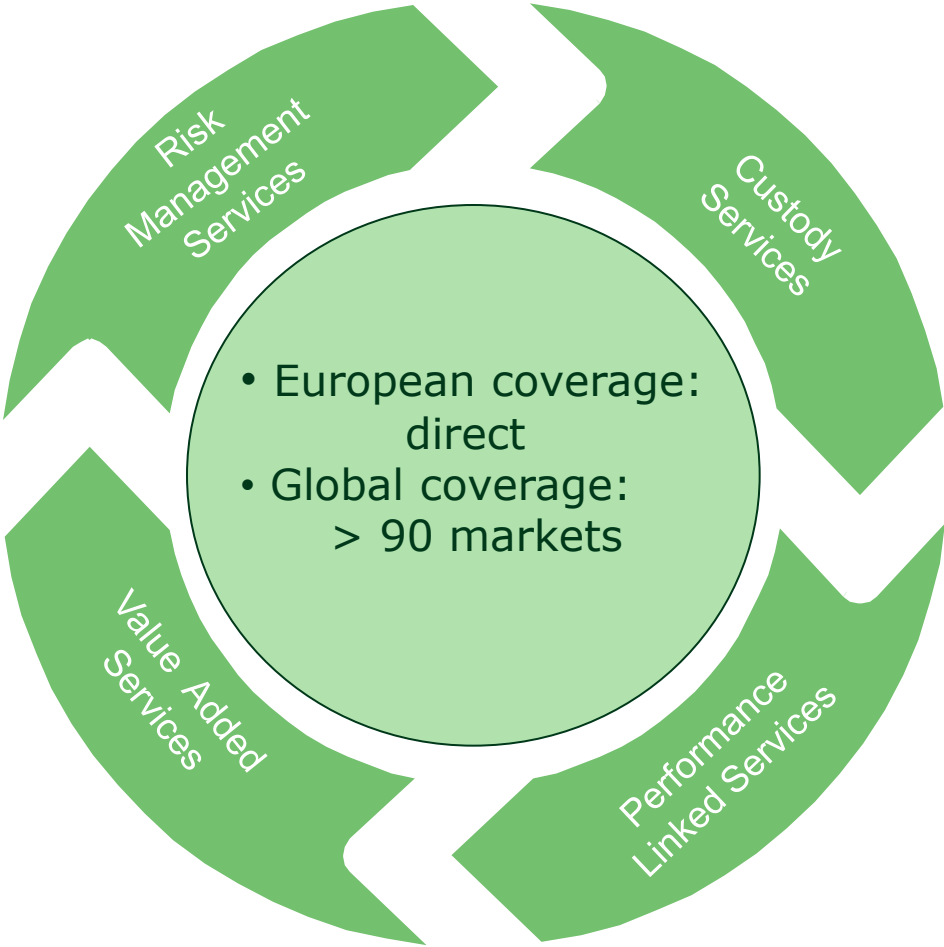 Risk
Management
Services
Custody
Services
• European coverage:
direct
• Global coverage:
> 90 markets
Value Added
Services
Performance
Linked Services